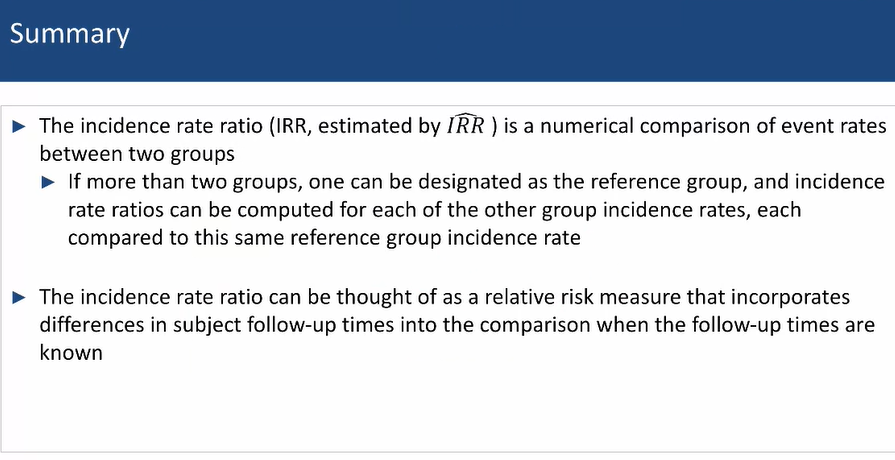 Summary
► The incidence rate ratio (IRR, estimated by \(\widehat{IRR}\) ) is a numerical comparison of event rates
between two groups
► If more than two groups, one can be designated as the reference group, and incidence
rate ratios can be computed for each of the other group incidence rates, each
compared to this same reference group incidence rate
► The incidence rate ratio can be thought of as a relative risk measure that incorporates
differences in subject follow-up times into the comparison when the follow-up times are
known